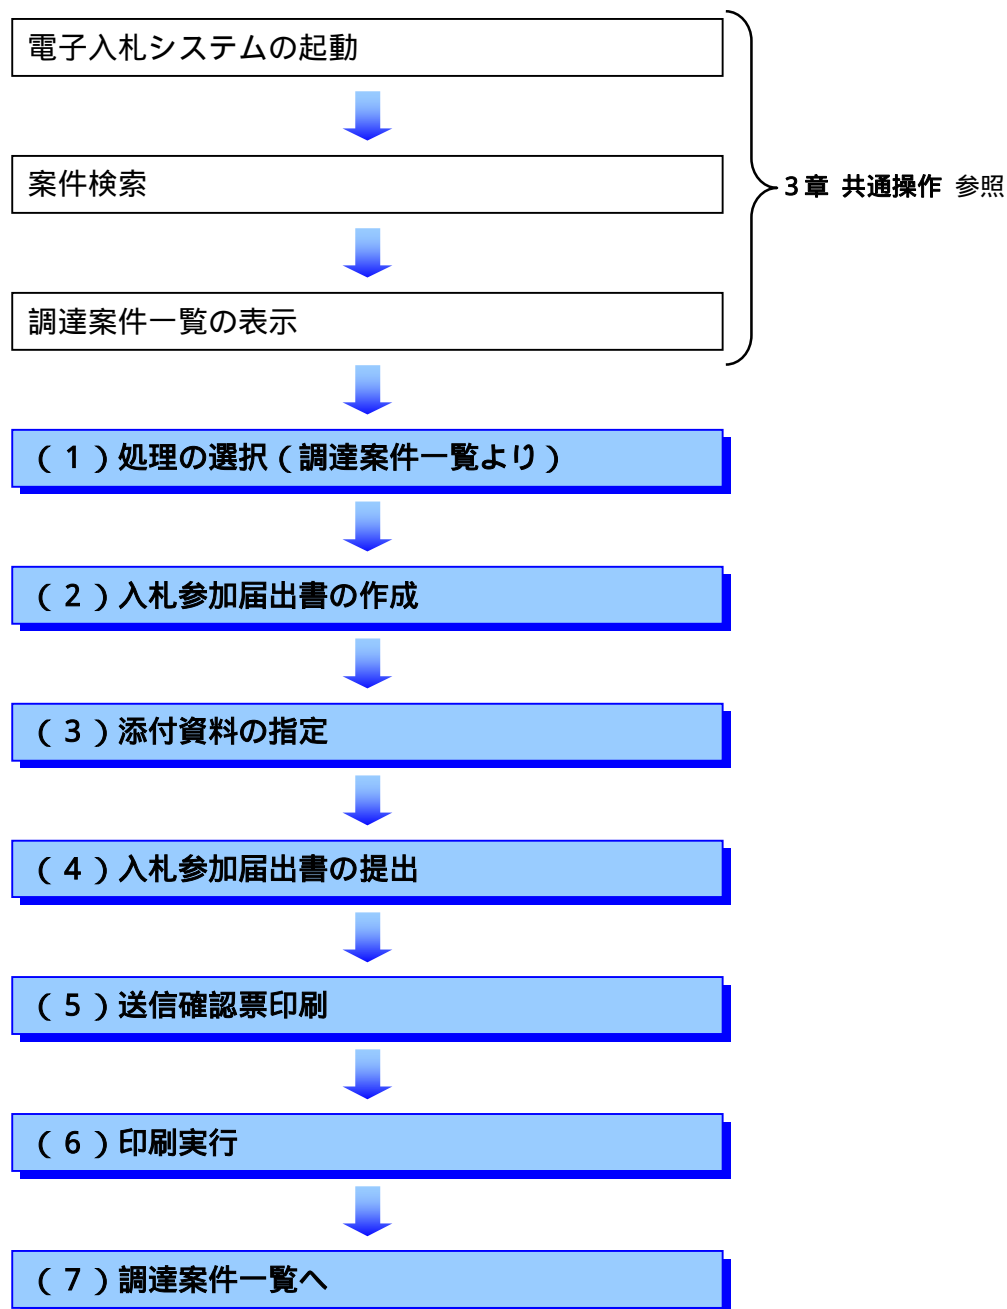 電子入札システムの起動
案件検索
3章 共通操作 参照
調達案件一覧の表示
（１）処理の選択（調達案件一覧より）
（２）入札参加届出書の作成
（３）添付資料の指定
（４）入札参加届出書の提出
（５）送信確認票印刷
（６）印刷実行
（７）調達案件一覧へ